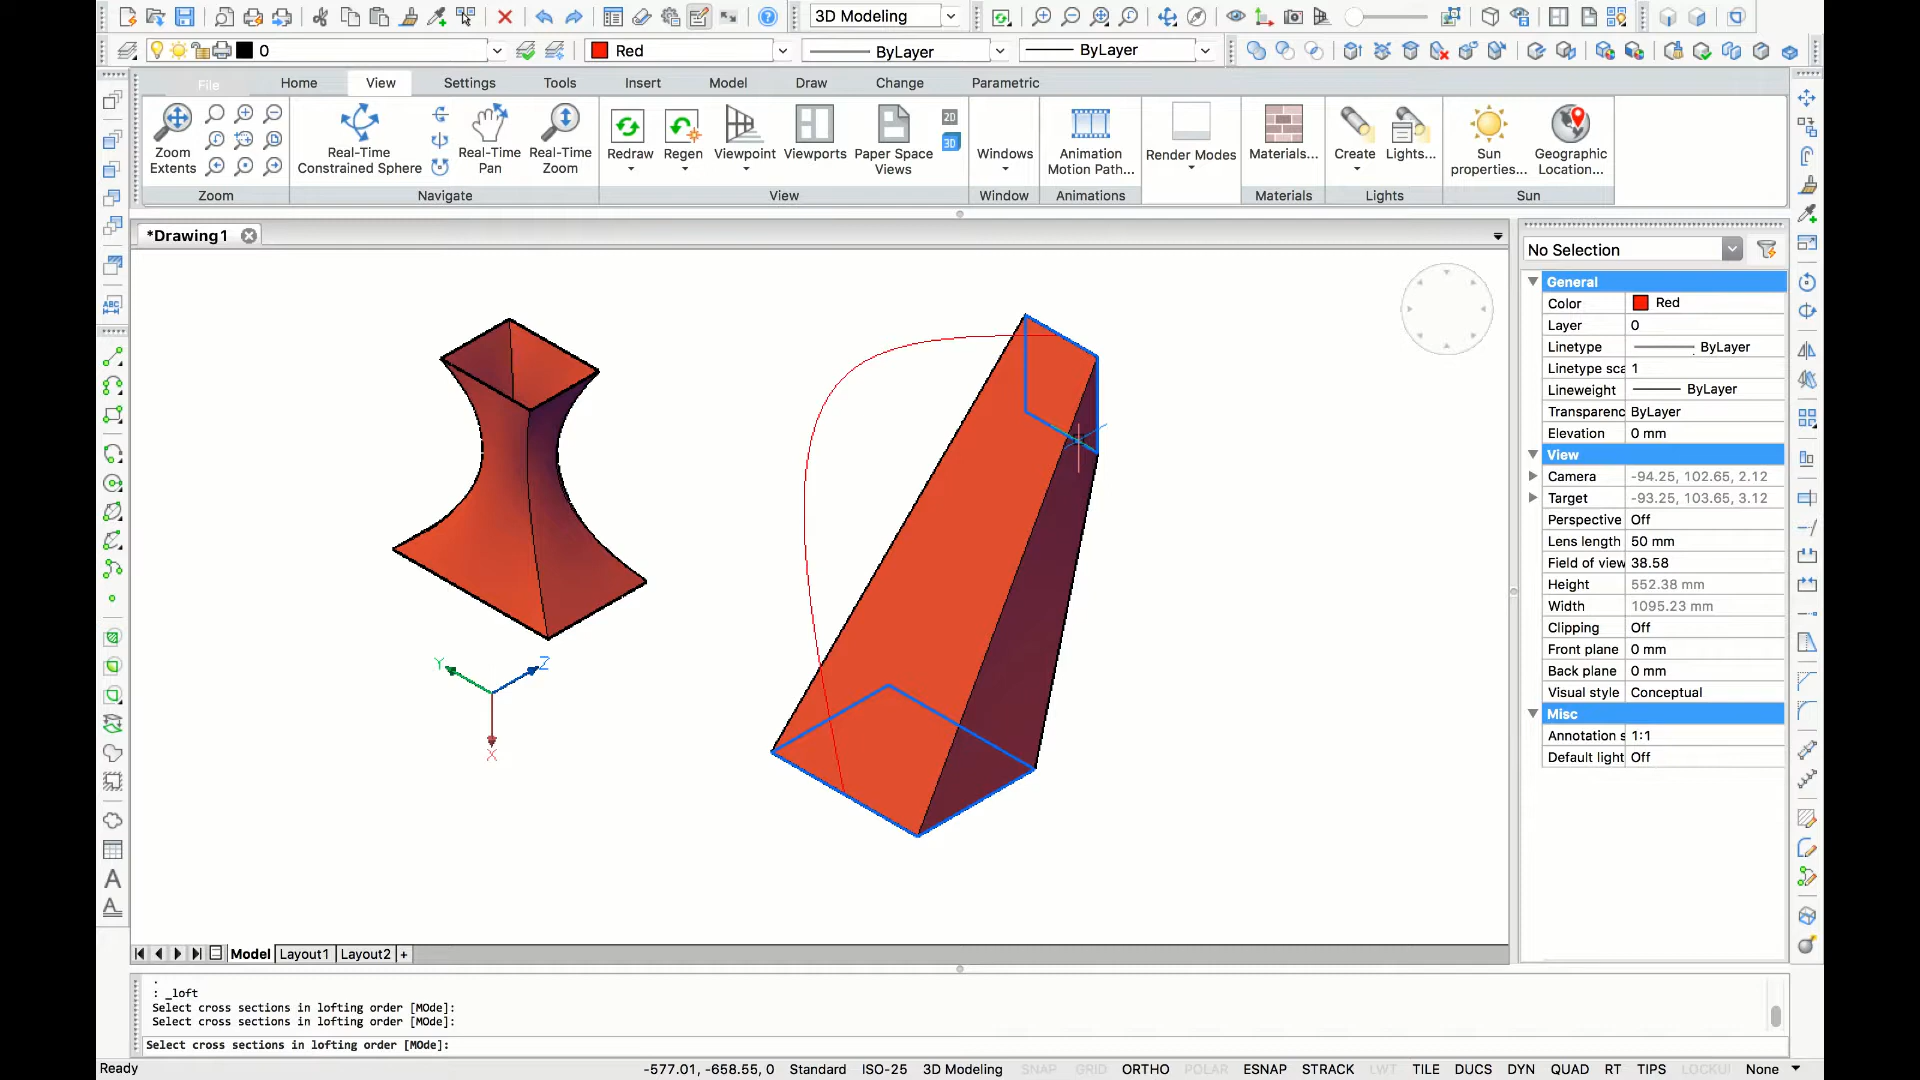 3D Modeling
0
Red
ByLayer
ByLayer
File
Home
View
Settings
Tools
Insert
Model
Draw
Change
Parametric
Zoom Extents
Real-Time Constrained Sphere
Real-Time Pan
Real-Time Zoom
Redraw
Regen
Viewpoint
Viewports
Paper Space Views
2D
3D
Windows
Animation Motion Path...
Render Modes
Materials...
Create
Lights...
Sun properties...
Geographic Location...
Zoom
Navigate
View
Window
Animations
Materials
Lights
Sun
*Drawing1
No Selection
General
Color Red
Layer 0
Linetype ByLayer
Linetype sca 1
Lineweight ByLayer
Transparenc ByLayer
Elevation 0 mm
View
Camera -94.25, 102.65, 2.12
Target -93.25, 103.65, 3.12
Perspective Off
Lens length 50 mm
Field of view 38.58
Height 552.38 mm
Width 1095.23 mm
Clipping Off
Front plane 0 mm
Back plane 0 mm
Visual style Conceptual
Misc
Annotation s 1:1
Default light Off
ABC
Y
Z
X
A
A
Model
Layout1
Layout2
+
: 
: _loft
Select cross sections in lofting order [MOde]:
Select cross sections in lofting order [MOde]:
Select cross sections in lofting order [MOde]:
Ready
-577.01, -658.55, 0
Standard
ISO-25
3D Modeling
SNAP
GRID
ORTHO
POLAR
ESNAP
STRACK
LWT
TILE
DUCS
DYN
QUAD
RT
TIPS
LOCKUI
None